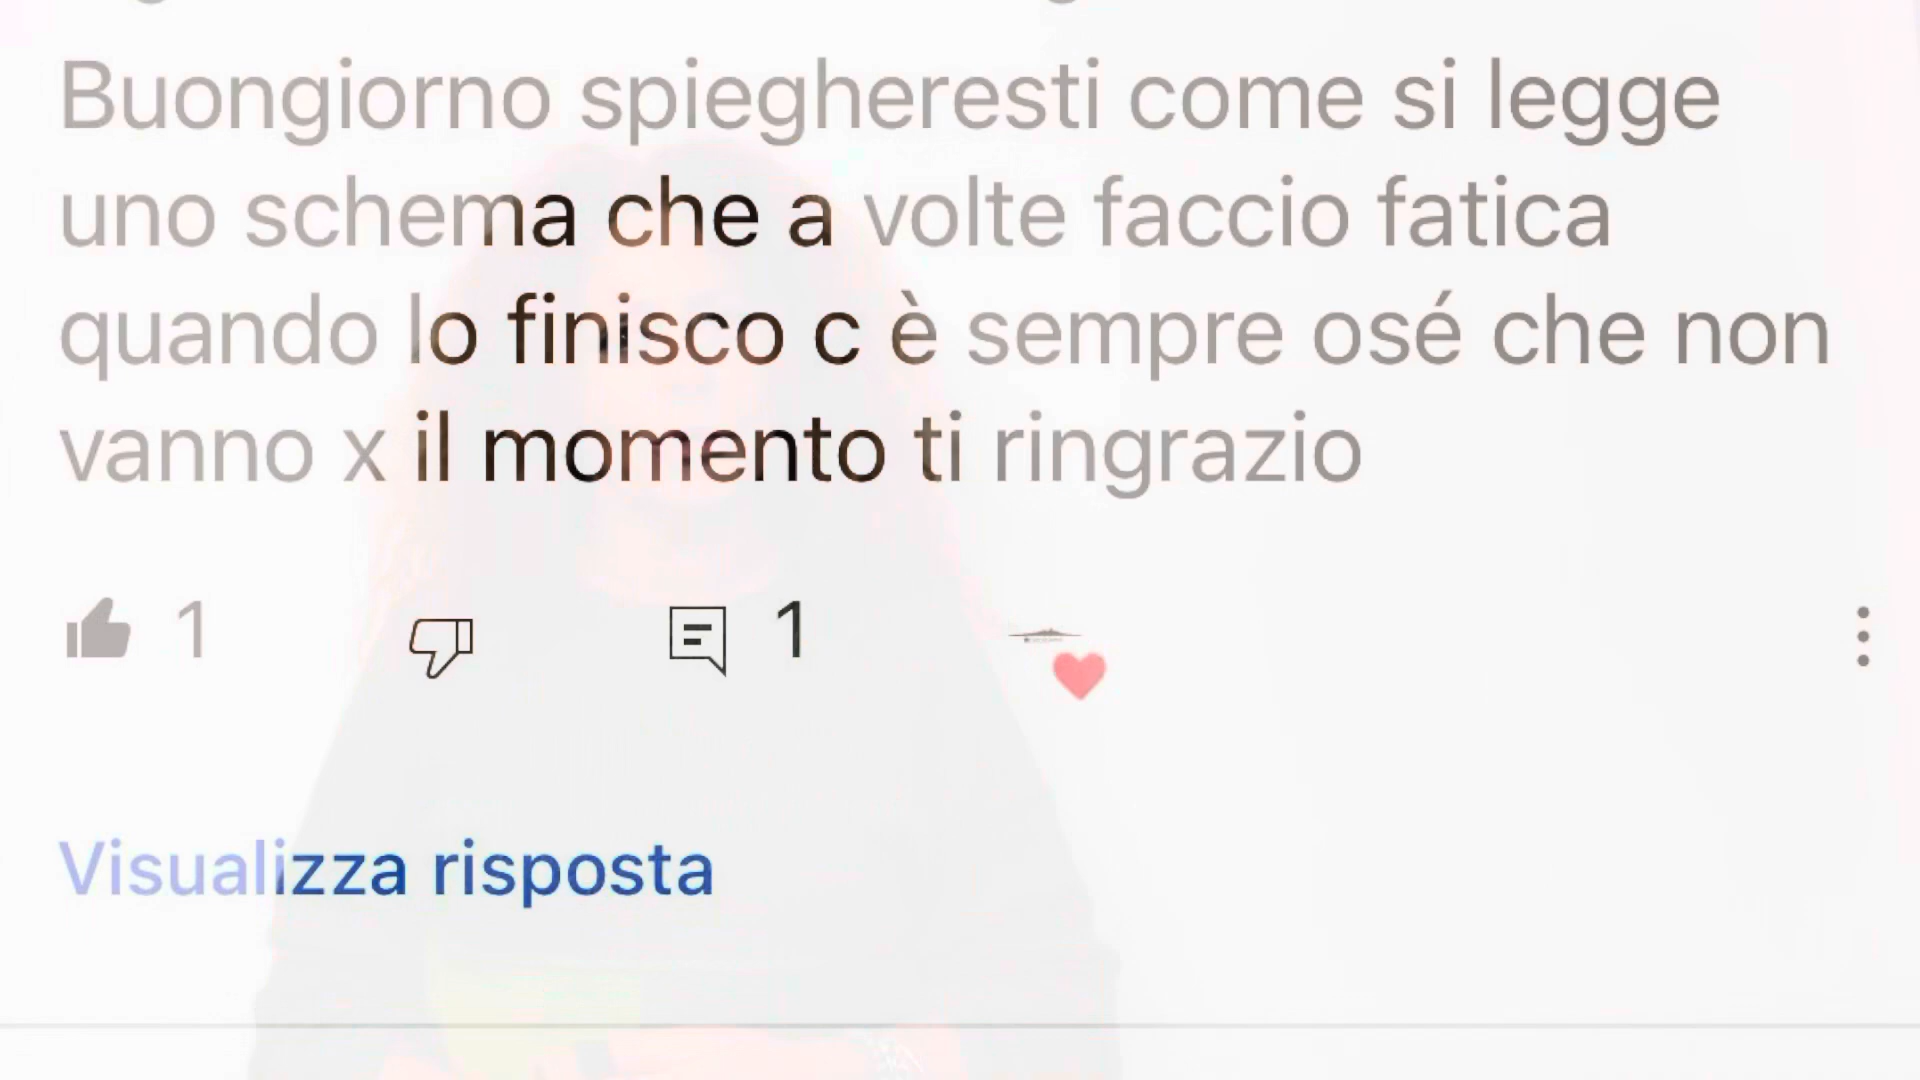 Buongiorno spiegheresti come si legge
uno schema che a volte faccio fatica
quando lo finisco c è sempre osé che non
vanno x il momento ti ringrazio
1
1
Visualizza risposta